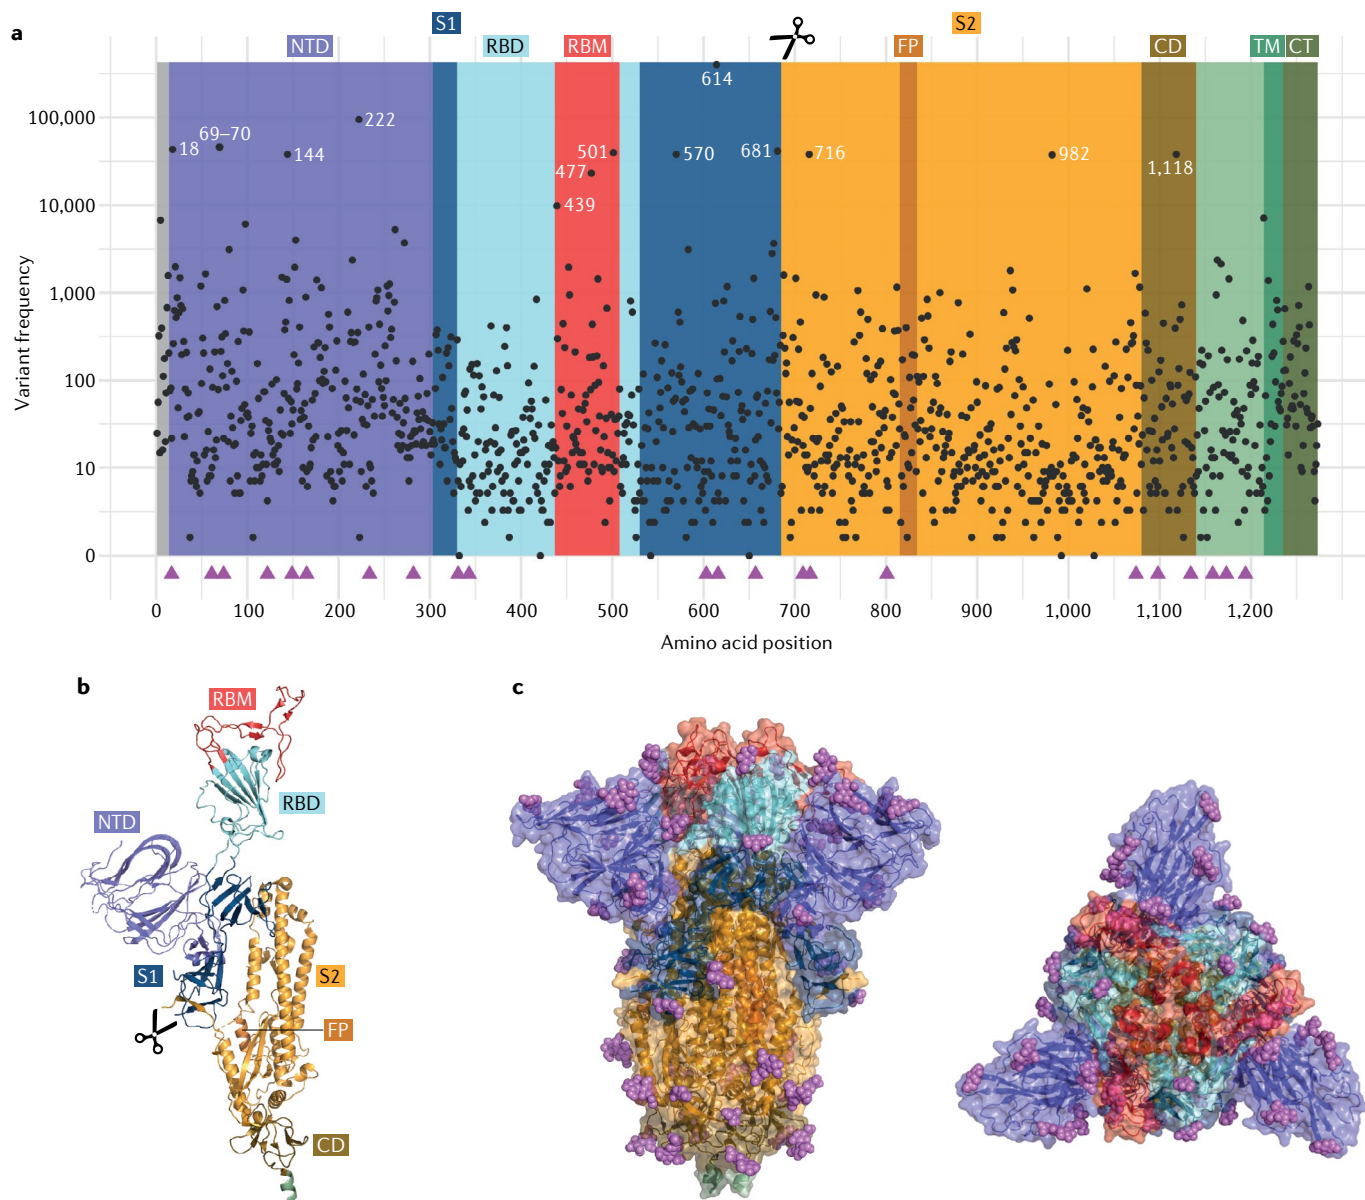 a
S1
S2
NTD
RBD
RBM
FP
CD
TM
CT
614
100,000
222
69–70
18
144
501
570
681
716
982
1,118
477
10,000
439
Variant frequency
1,000
100
10
0
0
100
200
300
400
500
600
700
800
900
1,000
1,100
1,200
Amino acid position
b
c
RBM
RBD
NTD
S1
S2
FP
CD